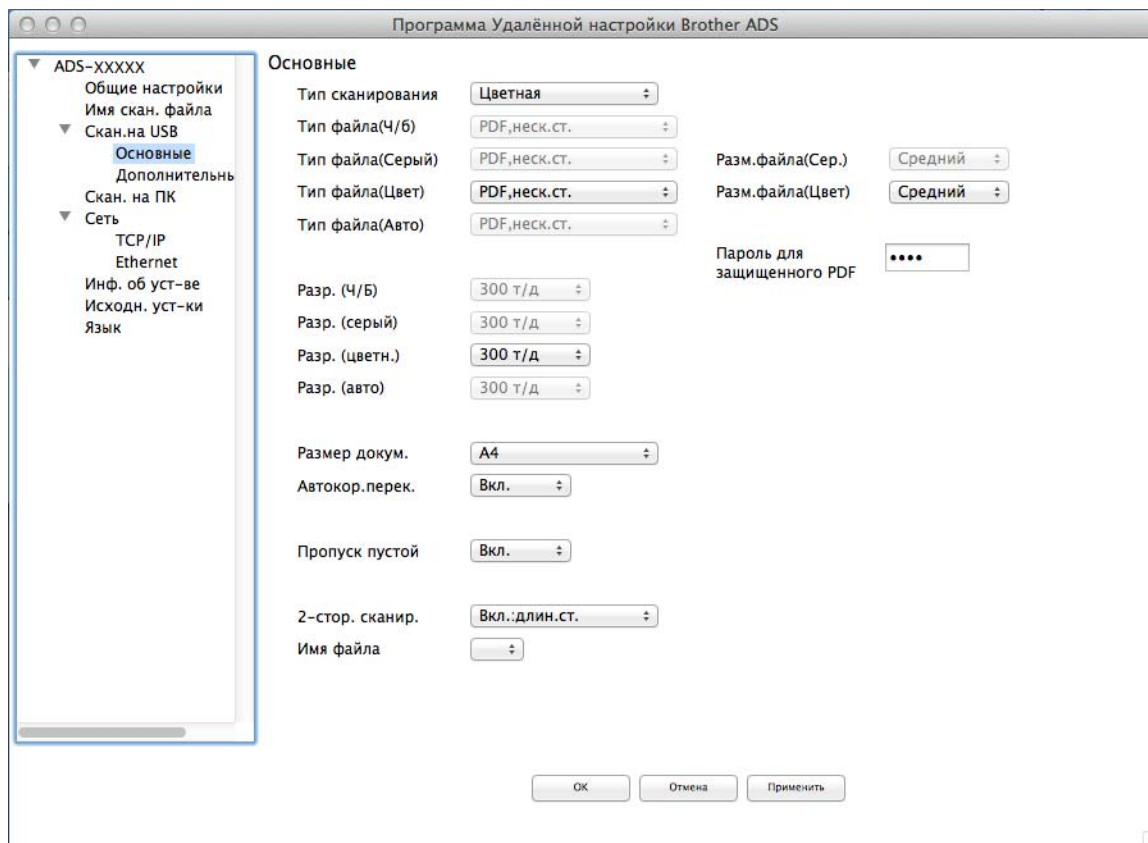 Программа Удалённой настройки Brother ADS
ADS-XXXXX
Общие настройки
Имя скан. файла
Скан.на USB
Основные
Дополнительнь
Скан. на ПК
Сеть
TCP/IP
Ethernet
Инф. об уст-ве
Исходн. уст-ки
Язык
Основные
Тип сканирования Цветная
Тип файла(Ч/б) PDF,неск.ст.
Тип файла(Серый) PDF,неск.ст. Разм.файла(Сер.) Средний
Тип файла(Цвет) PDF,неск.ст. Разм.файла(Цвет) Средний
Тип файла(Авто) PDF,неск.ст.
Пароль для
защищенного PDF ••••
Разр. (Ч/Б) 300 т/д
Разр. (серый) 300 т/д
Разр. (цветн.) 300 т/д
Разр. (авто) 300 т/д
Размер докум. A4
Автокор.перек. Вкл.
Пропуск пустой Вкл.
2-стор. сканир. Вкл.:длин.ст.
Имя файла
OK Отмена Применить